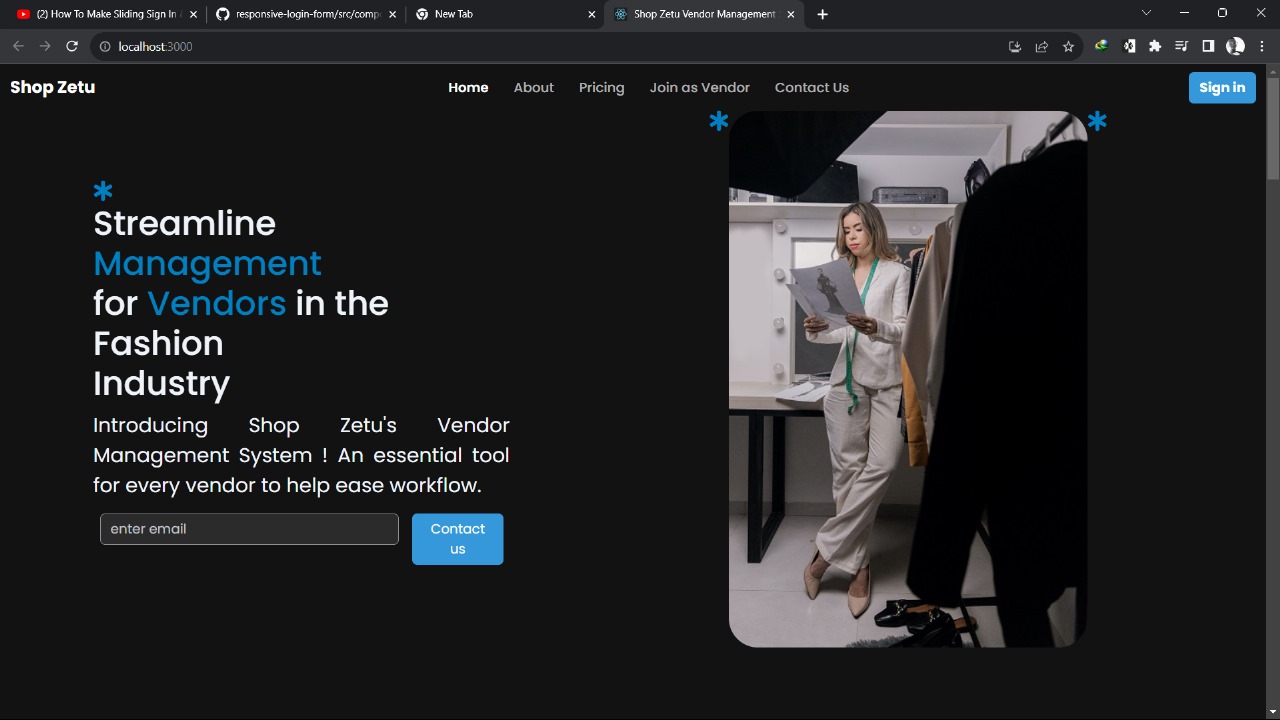 (2) How To Make Sliding Sign In
responsive-login-form/src/comp
New Tab
Shop Zetu Vendor Management
localhost:3000
Shop Zetu
Home
About
Pricing
Join as Vendor
Contact Us
Sign in
Streamline
Management
for Vendors in the
Fashion
Industry
Introducing Shop Zetu's Vendor
Management System ! An essential tool
for every vendor to help ease workflow.
enter email
Contact
us